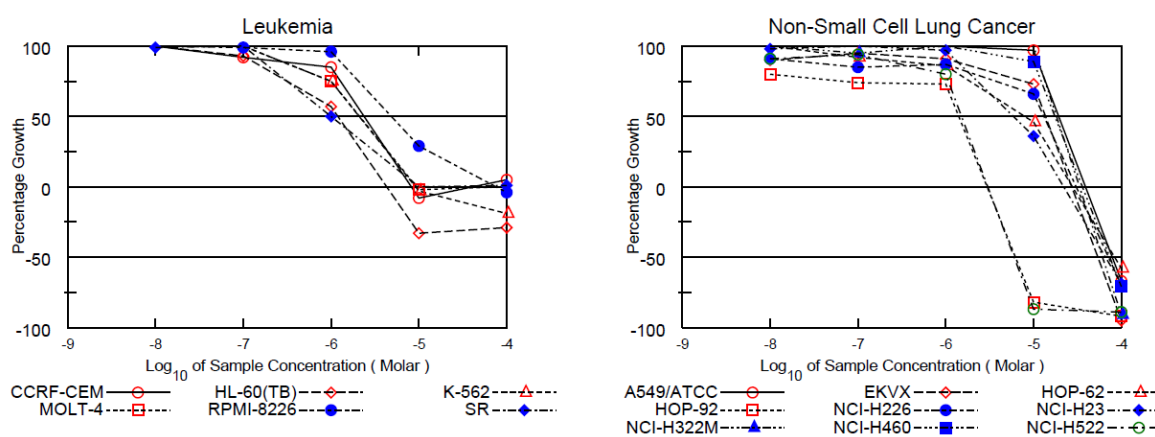 Leukemia
Percentage Growth
100
50
0
-50
-100
-9 -8 -7 -6 -5 -4
Log10 of Sample Concentration ( Molar )
CCRF-CEM HL-60(TB) K-562
MOLT-4 RPMI-8226 SR
Non-Small Cell Lung Cancer
Percentage Growth
100
50
0
-50
-100
-9 -8 -7 -6 -5 -4
Log10 of Sample Concentration ( Molar )
A549/ATCC EKVX HOP-62
HOP-92 NCI-H226 NCI-H23
NCI-H322M NCI-H460 NCI-H522